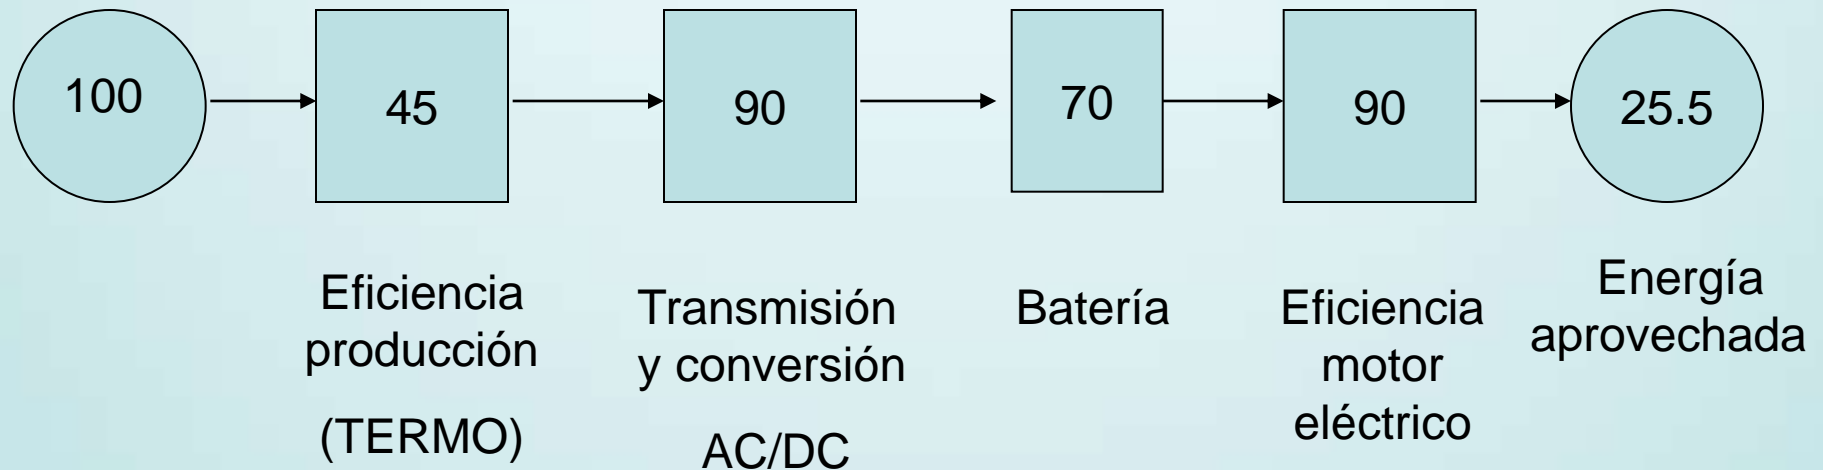 100
45
90
70
90
25.5
Eficiencia
producción
(TERMO)
Transmisión
y conversión
AC/DC
Batería
Eficiencia
motor
eléctrico
Energía
aprovechada